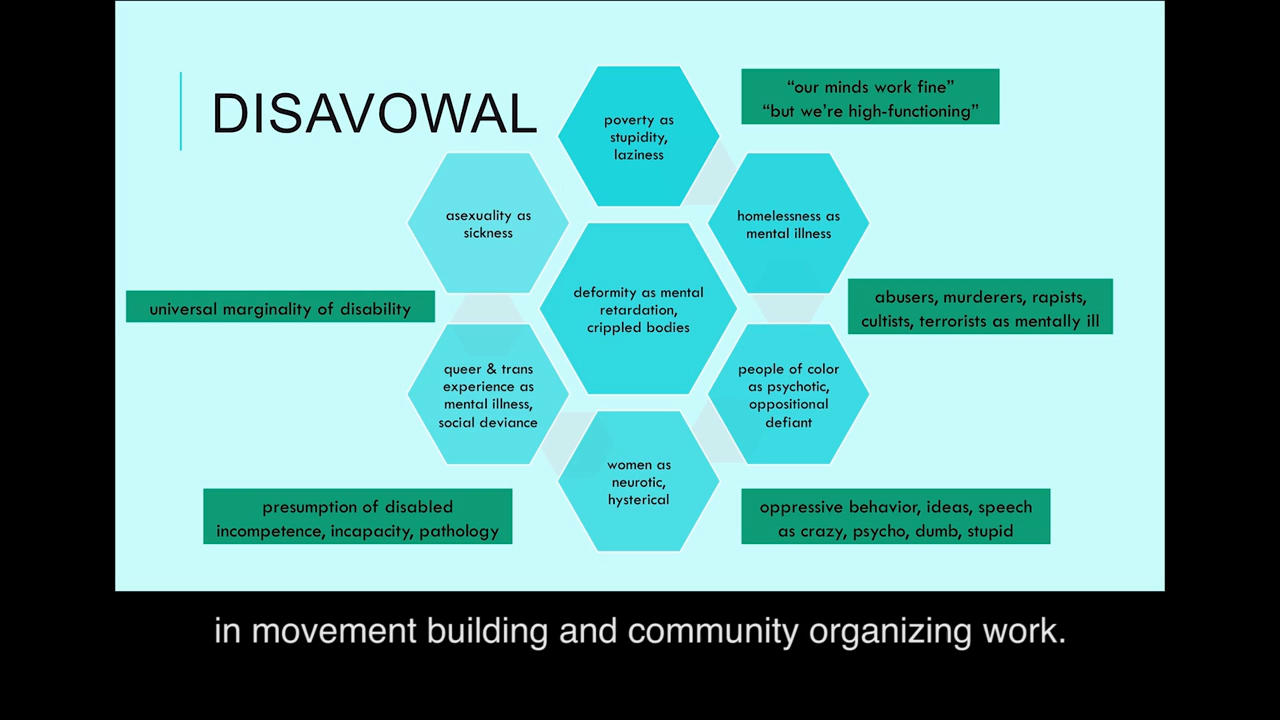 DISAVOWAL
poverty as
stupidity,
laziness
“our minds work fine”
“but we’re high-functioning”
asexuality as
sickness
homelessness as
mental illness
deformity as mental
retardation,
crippled bodies
universal marginality of disability
abusers, murderers, rapists,
cultists, terrorists as mentally ill
queer & trans
experience as
mental illness,
social deviance
people of color
as psychotic,
oppositional
defiant
women as
neurotic,
hysterical
presumption of disabled
incompetence, incapacity, pathology
oppressive behavior, ideas, speech
as crazy, psycho, dumb, stupid
in movement building and community organizing work.